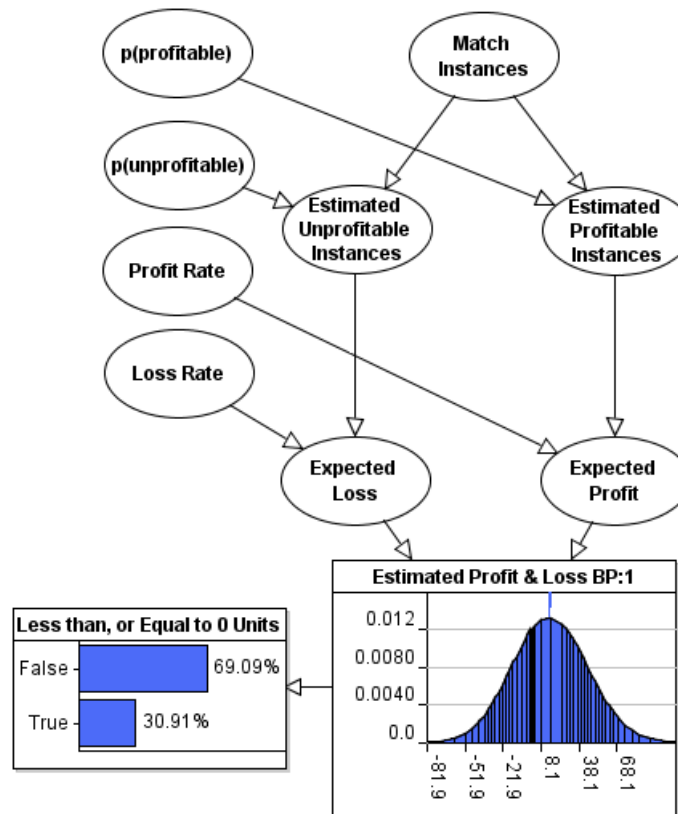 p(profitable)
Match
Instances
p(unprofitable)
Estimated
Unprofitable
Instances
Estimated
Profitable
Instances
Profit Rate
Loss Rate
Expected
Loss
Expected
Profit
Estimated Profit & Loss BP:1
0.012
0.0080
0.0040
0.0
-81.9
-51.9
-21.9
8.1
38.1
68.1
Less than, or Equal to 0 Units
False
69.09%
True
30.91%